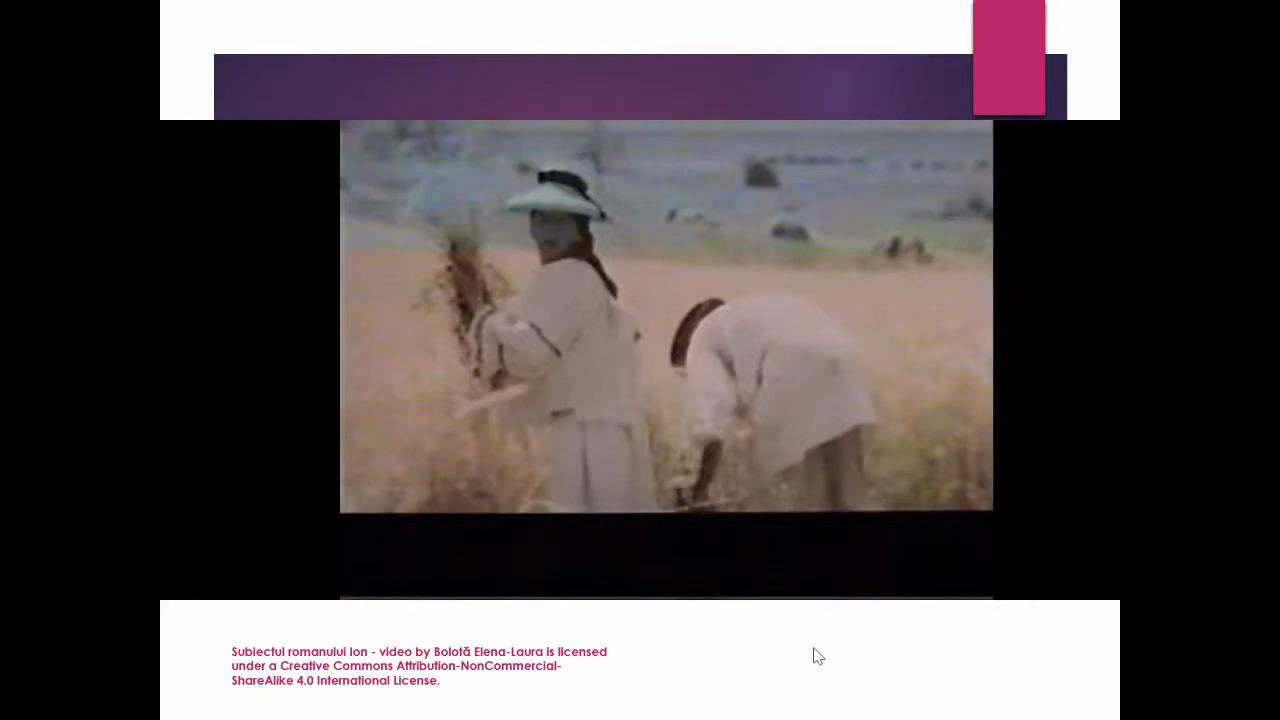 Subiectul romanului Ion - video by Bolotă Elena-Laura is licensed
under a Creative Commons Attribution-NonCommercial-
ShareAlike 4.0 International License.